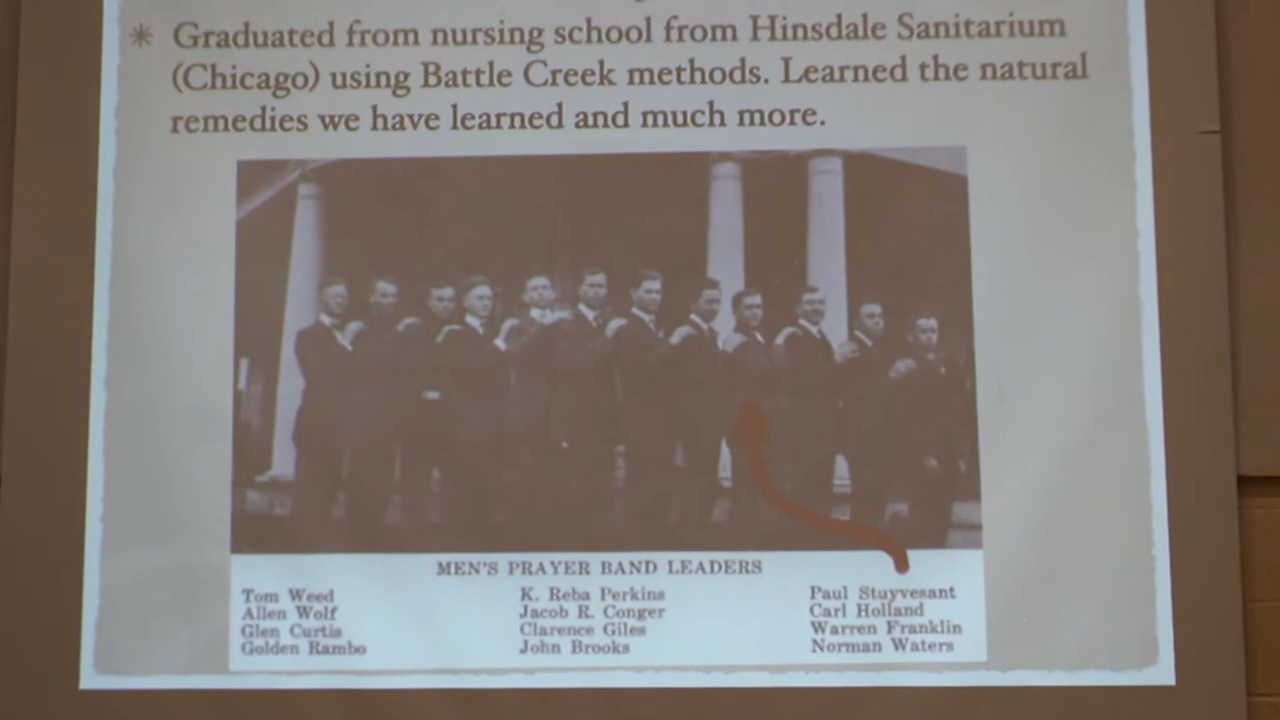 Graduated from nursing school from Hinsdale Sanitarium
(Chicago) using Battle Creek methods. Learned the natural
remedies we have learned and much more.
MEN'S PRAYER BAND LEADERS
Tom Weed
Allen Wolf
Glen Curtis
Golden Rambo
K. Reba Perkins
Jacob R. Conger
Clarence Giles
John Brooks
Paul Stuyvesant
Carl Holland
Warren Franklin
Norman Waters